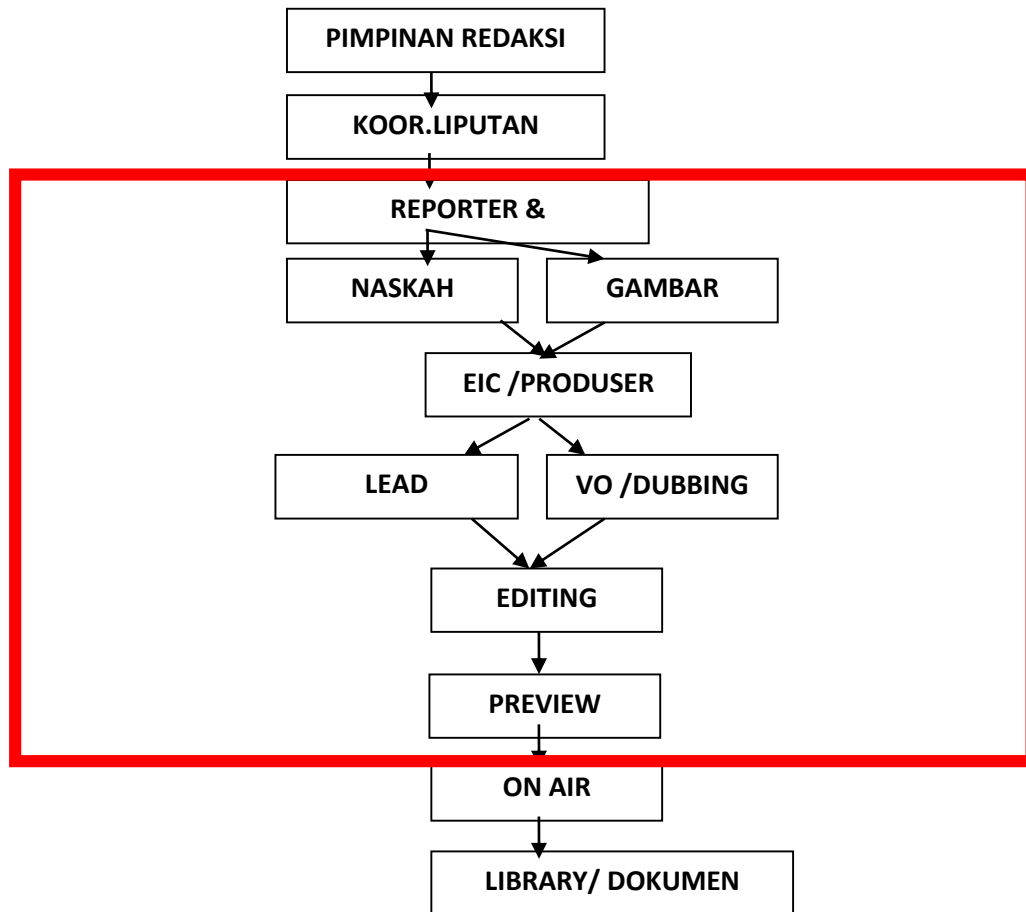 PIMPINAN REDAKSI
KOOR.LIPUTAN
REPORTER &
NASKAH
GAMBAR
EIC /PRODUSER
LEAD
VO /DUBBING
EDITING
PREVIEW
ON AIR
LIBRARY/ DOKUMEN